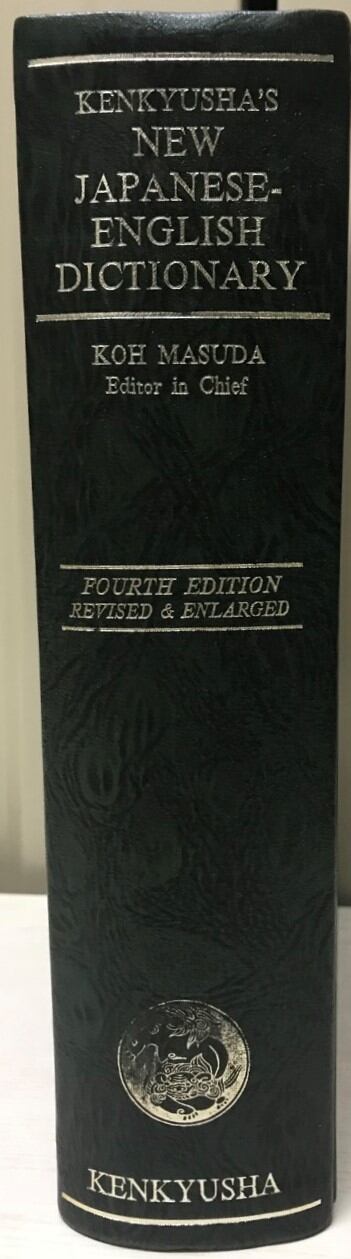 KENKYUSHA'S
NEW
JAPANESE-
ENGLISH
DICTIONARY
KOH MASUDA
Editor in Chief
FOURTH EDITION
REVISED & ENLARGED
KENKYUSHA